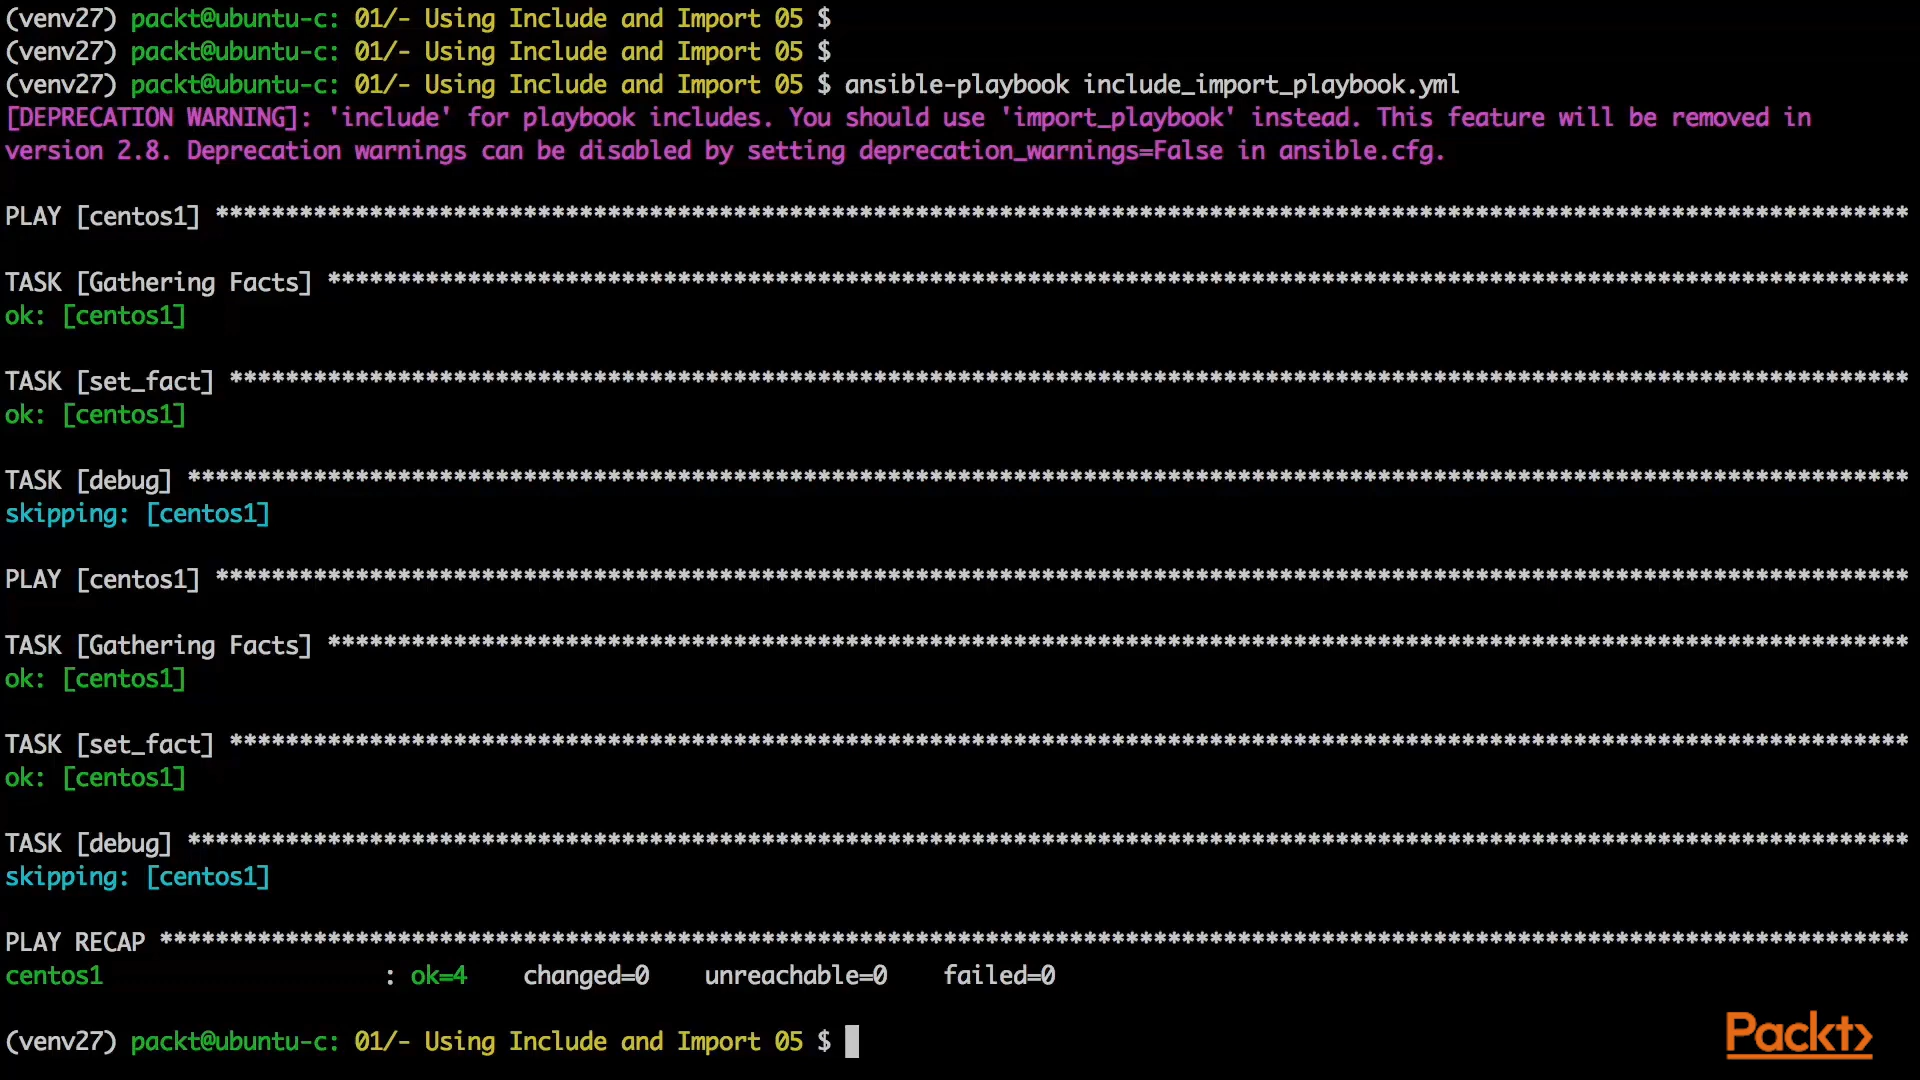 (venv27) packt@ubuntu-c: 01/- Using Include and Import 05 $
(venv27) packt@ubuntu-c: 01/- Using Include and Import 05 $
(venv27) packt@ubuntu-c: 01/- Using Include and Import 05 $ ansible-playbook include_import_playbook.yml
[DEPRECATION WARNING]: 'include' for playbook includes. You should use 'import_playbook' instead. This feature will be removed in
version 2.8. Deprecation warnings can be disabled by setting deprecation_warnings=False in ansible.cfg.
PLAY [centos1] *************************************************************************************************************************
TASK [Gathering Facts] *****************************************************************************************************************
ok: [centos1]
TASK [set_fact] ************************************************************************************************************************
ok: [centos1]
TASK [debug] ***************************************************************************************************************************
skipping: [centos1]
PLAY [centos1] *************************************************************************************************************************
TASK [Gathering Facts] *****************************************************************************************************************
ok: [centos1]
TASK [set_fact] ************************************************************************************************************************
ok: [centos1]
TASK [debug] ***************************************************************************************************************************
skipping: [centos1]
PLAY RECAP *****************************************************************************************************************************
centos1 : ok=4 changed=0 unreachable=0 failed=0
(venv27) packt@ubuntu-c: 01/- Using Include and Import 05 $
Packt>